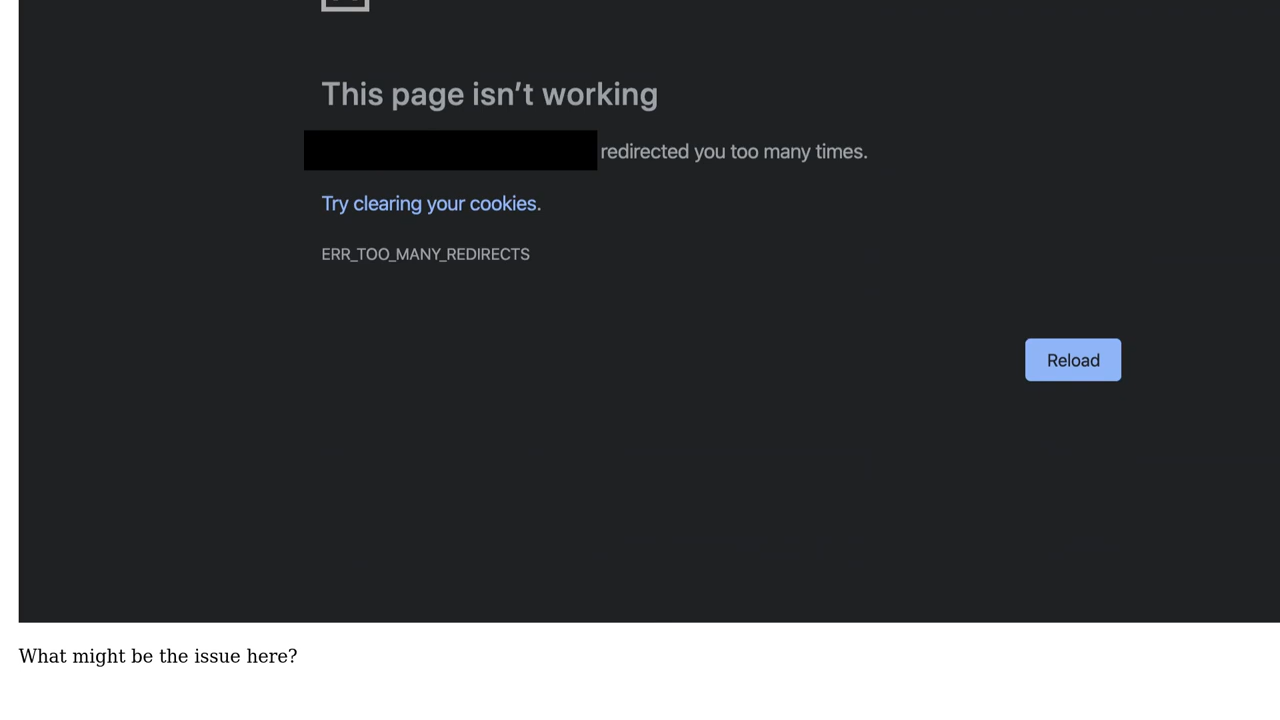 This page isn’t working
redirected you too many times.
Try clearing your cookies.
ERR_TOO_MANY_REDIRECTS
Reload
What might be the issue here?